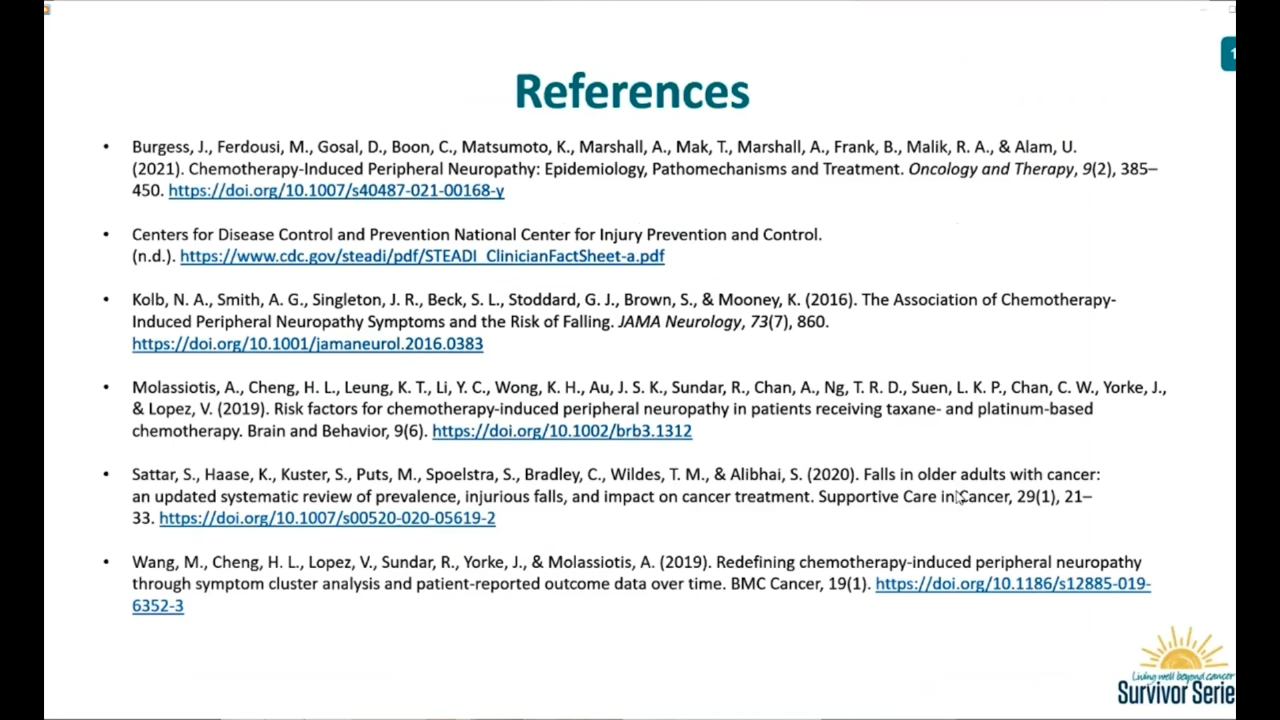 References
• Burgess, J., Ferdousi, M., Gosal, D., Boon, C., Matsumoto, K., Marshall, A., Mak, T., Marshall, A., Frank, B., Malik, R. A., & Alam, U.
(2021). Chemotherapy-Induced Peripheral Neuropathy: Epidemiology, Pathomechanisms and Treatment. Oncology and Therapy, 9(2), 385–
450. https://doi.org/10.1007/s40487-021-00168-y
• Centers for Disease Control and Prevention National Center for Injury Prevention and Control.
(n.d.). https://www.cdc.gov/steadi/pdf/STEADI_ClinicianFactSheet-a.pdf
• Kolb, N. A., Smith, A. G., Singleton, J. R., Beck, S. L., Stoddard, G. J., Brown, S., & Mooney, K. (2016). The Association of Chemotherapy-
Induced Peripheral Neuropathy Symptoms and the Risk of Falling. JAMA Neurology, 73(7), 860.
https://doi.org/10.1001/jamaneurol.2016.0383
• Molassiotis, A., Cheng, H. L., Leung, K. T., Li, Y. C., Wong, K. H., Au, J. S. K., Sundar, R., Chan, A., Ng, T. R. D., Suen, L. K. P., Chan, C. W., Yorke, J.,
& Lopez, V. (2019). Risk factors for chemotherapy-induced peripheral neuropathy in patients receiving taxane- and platinum-based
chemotherapy. Brain and Behavior, 9(6). https://doi.org/10.1002/brb3.1312
• Sattar, S., Haase, K., Kuster, S., Puts, M., Spoelstra, S., Bradley, C., Wildes, T. M., & Alibhai, S. (2020). Falls in older adults with cancer:
an updated systematic review of prevalence, injurious falls, and impact on cancer treatment. Supportive Care in Cancer, 29(1), 21–
33. https://doi.org/10.1007/s00520-020-05619-2
• Wang, M., Cheng, H. L., Lopez, V., Sundar, R., Yorke, J., & Molassiotis, A. (2019). Redefining chemotherapy-induced peripheral neuropathy
through symptom cluster analysis and patient-reported outcome data over time. BMC Cancer, 19(1). https://doi.org/10.1186/s12885-019-
6352-3
Living well beyond cancer
Survivor Serie